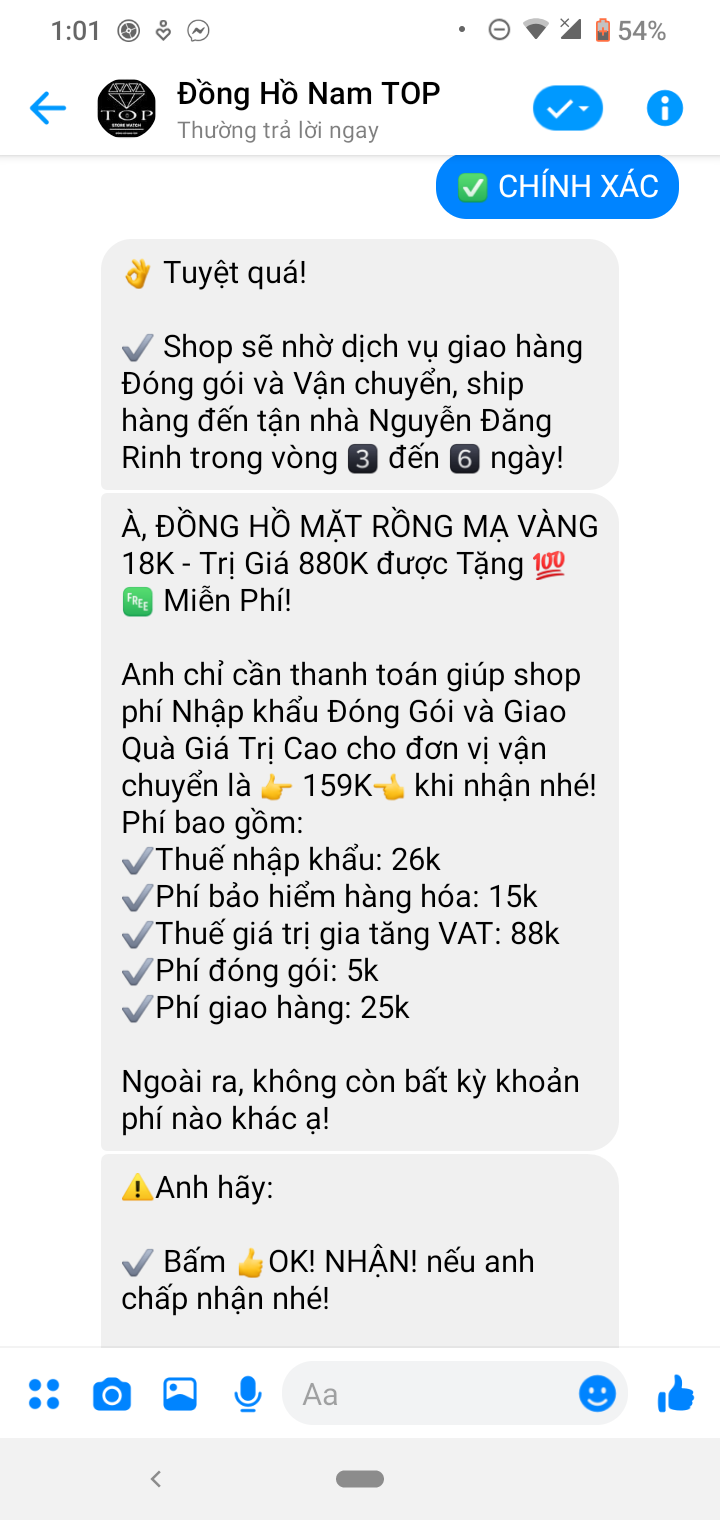 1:01
54%
Đồng Hồ Nam TOP
Thường trả lời ngay
TOP
STORE WATCH
✅ CHÍNH XÁC
👌 Tuyệt quá!
✔️ Shop sẽ nhờ dịch vụ giao hàng
Đóng gói và Vận chuyển, ship
hàng đến tận nhà Nguyễn Đăng
Rinh trong vòng 3️⃣ đến 6️⃣ ngày!
À, ĐỒNG HỒ MẶT RỒNG MẠ VÀNG
18K - Trị Giá 880K được Tặng 💯
🆓 Miễn Phí!
Anh chỉ cần thanh toán giúp shop
phí Nhập khẩu Đóng Gói và Giao
Quà Giá Trị Cao cho đơn vị vận
chuyển là 👉 159K👈 khi nhận nhé!
Phí bao gồm:
✔️Thuế nhập khẩu: 26k
✔️Phí bảo hiểm hàng hóa: 15k
✔️Thuế giá trị gia tăng VAT: 88k
✔️Phí đóng gói: 5k
✔️Phí giao hàng: 25k
Ngoài ra, không còn bất kỳ khoản
phí nào khác ạ!
⚠️Anh hãy:
✔️ Bấm 👍OK! NHẬN! nếu anh
chấp nhận nhé!
Aa